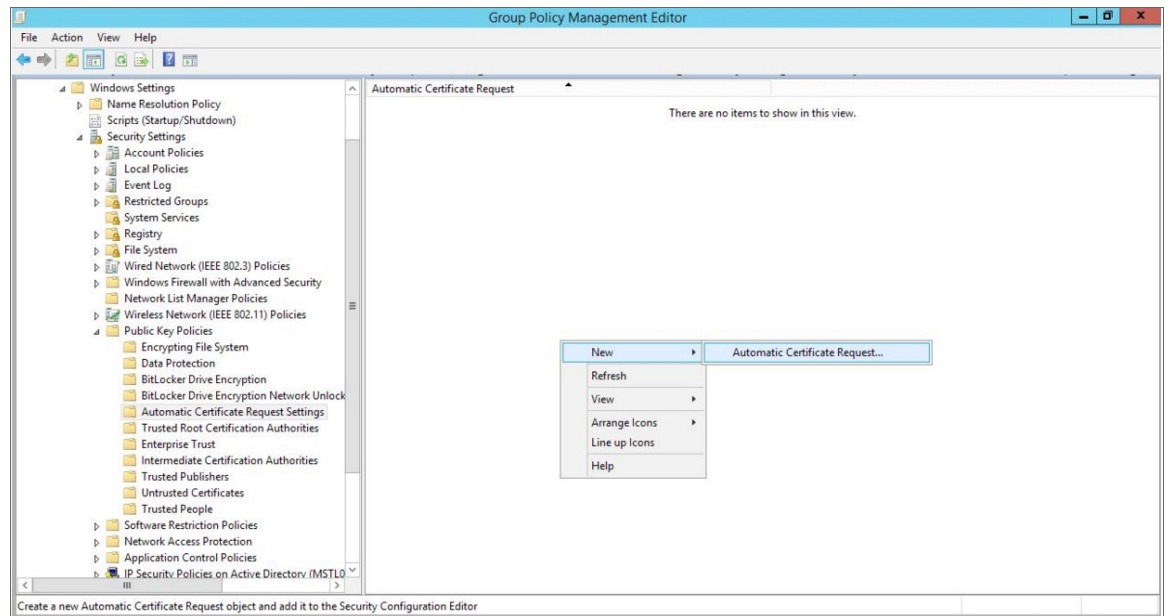 Group Policy Management Editor
File Action View Help
Windows Settings
Name Resolution Policy
Scripts (Startup/Shutdown)
Security Settings
Account Policies
Local Policies
Event Log
Restricted Groups
System Services
Registry
File System
Wired Network (IEEE 802.3) Policies
Windows Firewall with Advanced Security
Network List Manager Policies
Wireless Network (IEEE 802.11) Policies
Public Key Policies
Encrypting File System
Data Protection
BitLocker Drive Encryption
BitLocker Drive Encryption Network Unlock
Automatic Certificate Request Settings
Trusted Root Certification Authorities
Enterprise Trust
Intermediate Certification Authorities
Trusted Publishers
Untrusted Certificates
Trusted People
Software Restriction Policies
Network Access Protection
Application Control Policies
IP Security Policies on Active Directory (MSTL0
Automatic Certificate Request
There are no items to show in this view.
New
Automatic Certificate Request...
Refresh
View
Arrange Icons
Line up Icons
Help
Create a new Automatic Certificate Request object and add it to the Security Configuration Editor